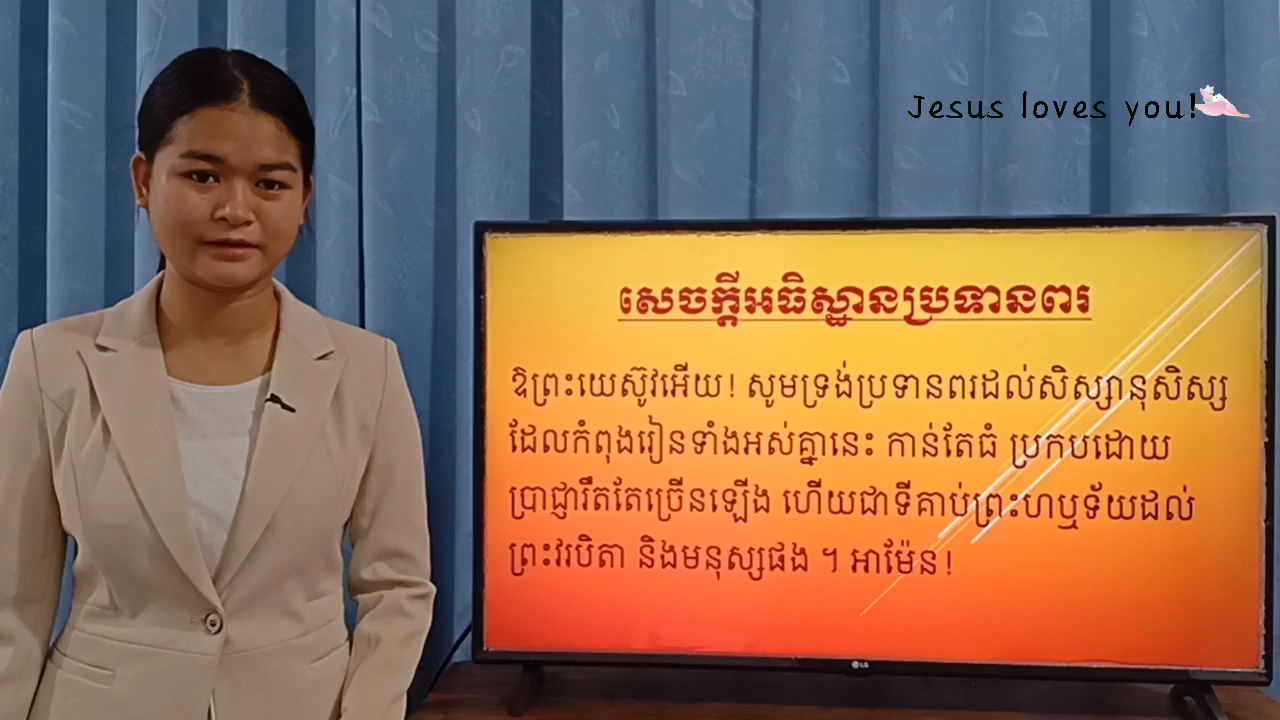 Jesus loves you!
សេចក្ដីអធិស្ឋានប្រទានពរ
ឱព្រះយេស៊ូវអើយ! សូមទ្រង់ប្រទានពរដល់សិស្សានុសិស្ស
ដែលកំពុងរៀនទាំងអស់គ្នានេះ កាន់តែធំ ប្រកបដោយ
ប្រាជ្ញារឹតតែច្រើនឡើង ហើយជាទីគាប់ព្រះហឬទ័យដល់
ព្រះវរបិតា និងមនុស្សផង ។ អាម៉ែន!
LG